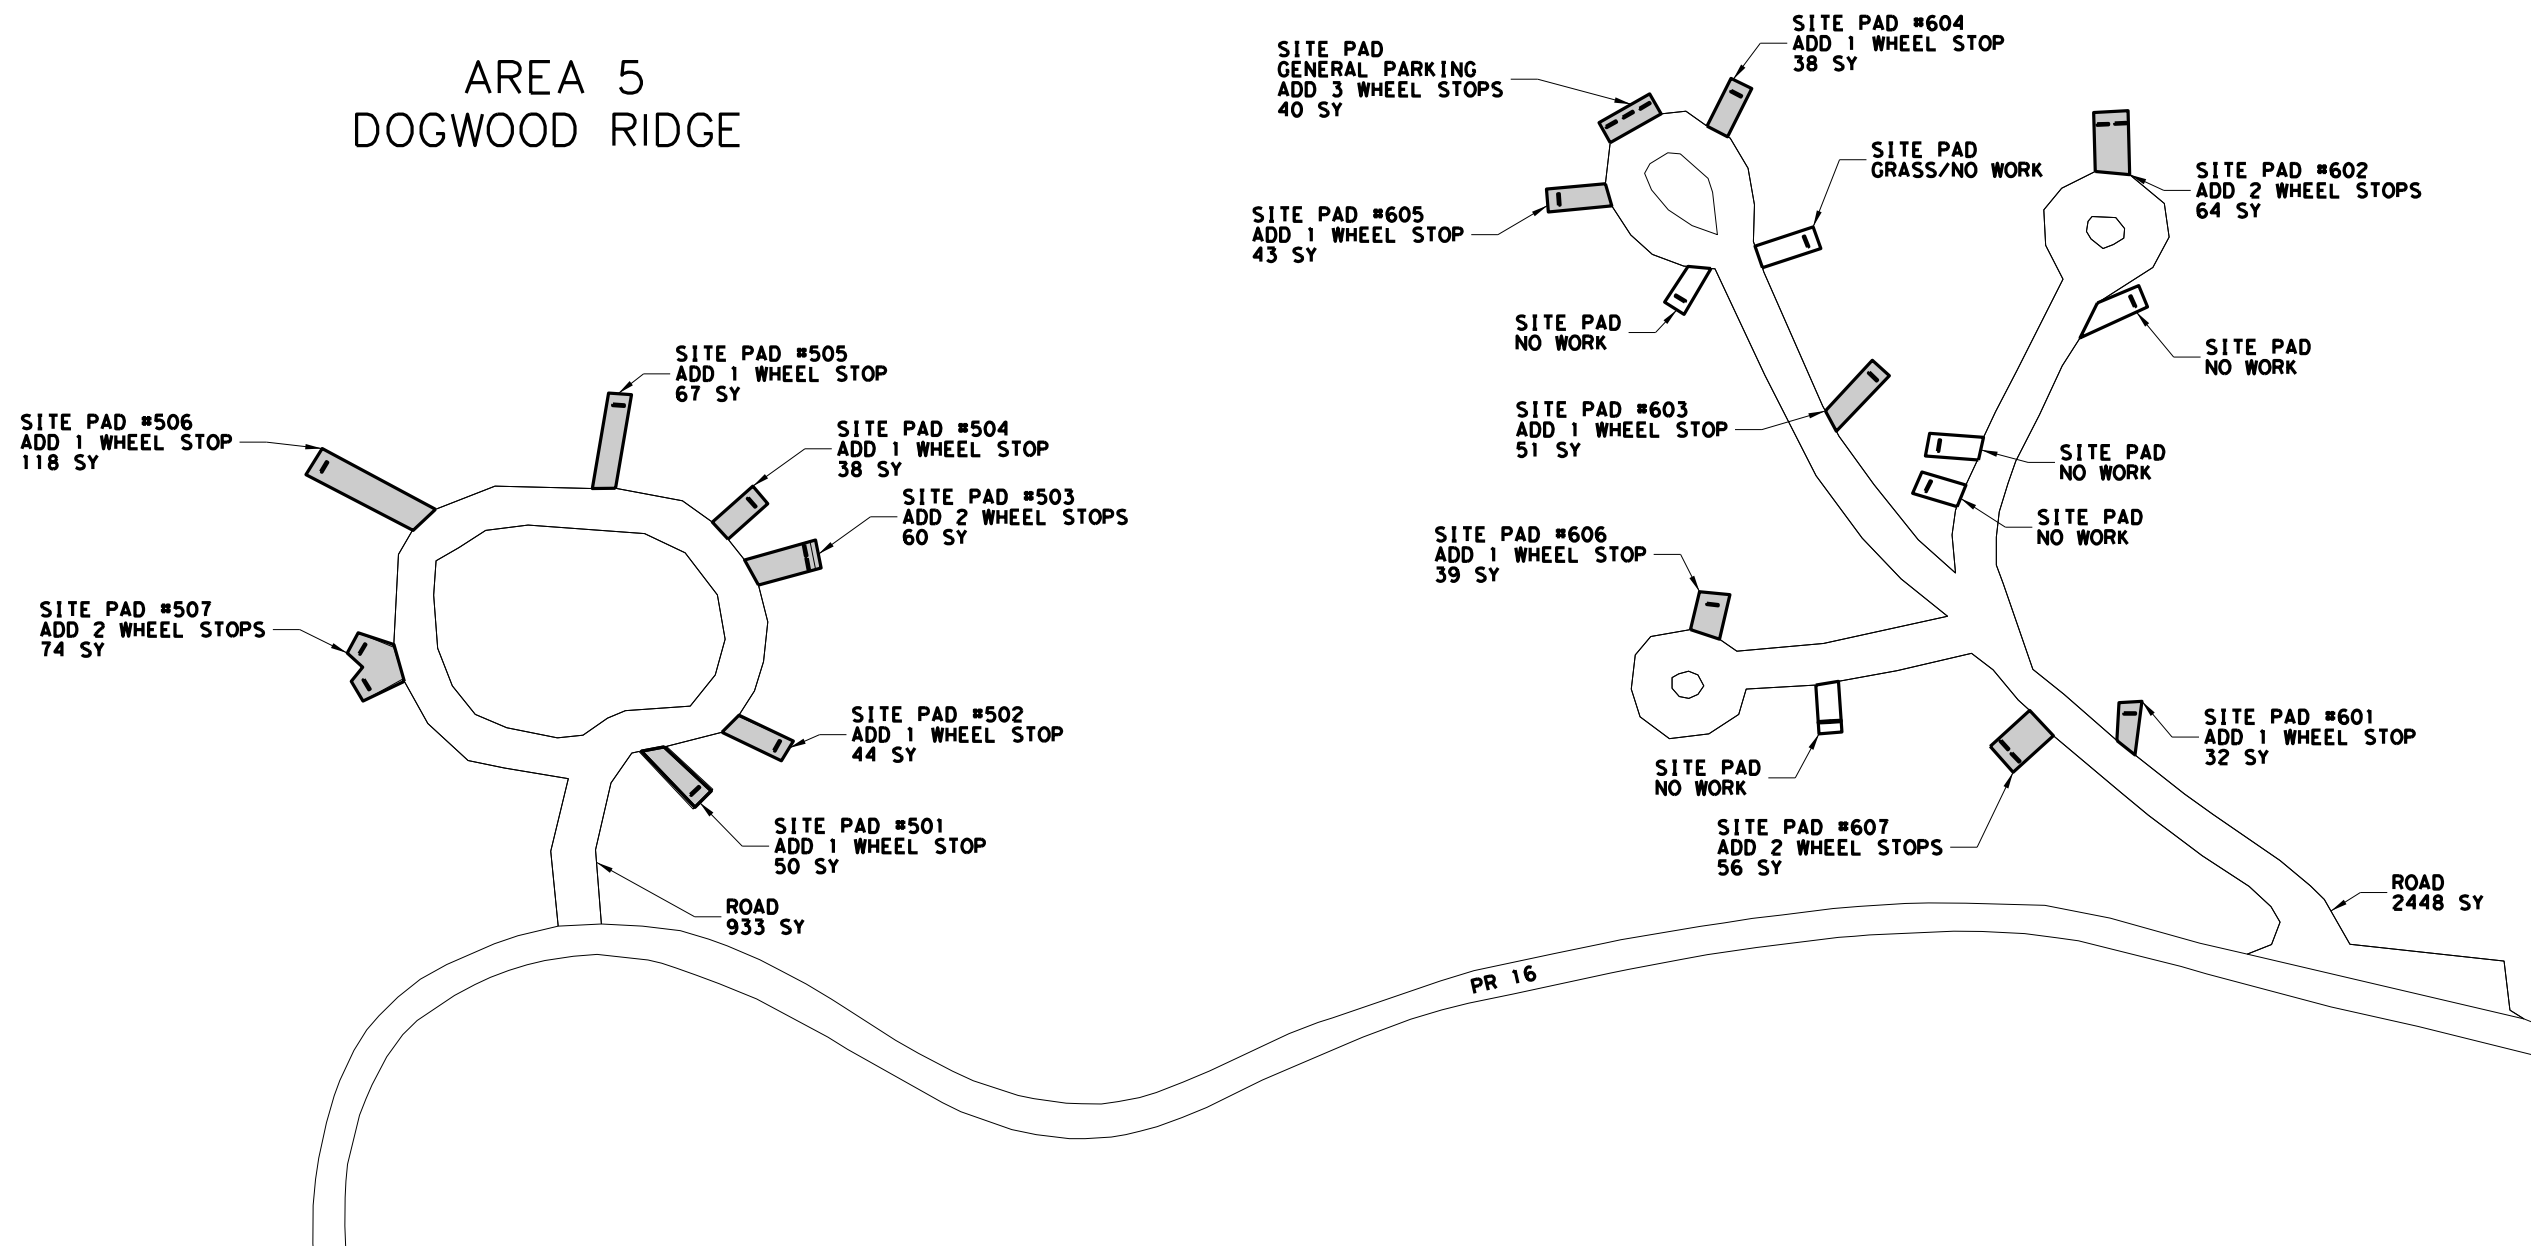 AREA 5
DOGWOOD RIDGE
SITE PAD #506
ADD 1 WHEEL STOP
118 SY
SITE PAD #505
ADD 1 WHEEL STOP
67 SY
SITE PAD #504
ADD 1 WHEEL STOP
38 SY
SITE PAD #503
ADD 2 WHEEL STOPS
60 SY
SITE PAD #507
ADD 2 WHEEL STOPS
74 SY
SITE PAD #502
ADD 1 WHEEL STOP
44 SY
SITE PAD #501
ADD 1 WHEEL STOP
50 SY
ROAD
933 SY
SITE PAD
GENERAL PARKING
ADD 3 WHEEL STOPS
40 SY
SITE PAD #604
ADD 1 WHEEL STOP
38 SY
SITE PAD
GRASS/NO WORK
SITE PAD #602
ADD 2 WHEEL STOPS
64 SY
SITE PAD #605
ADD 1 WHEEL STOP
43 SY
SITE PAD
NO WORK
SITE PAD
NO WORK
SITE PAD #603
ADD 1 WHEEL STOP
51 SY
SITE PAD
NO WORK
SITE PAD
NO WORK
SITE PAD #606
ADD 1 WHEEL STOP
39 SY
SITE PAD #601
ADD 1 WHEEL STOP
32 SY
SITE PAD
NO WORK
SITE PAD #607
ADD 2 WHEEL STOPS
56 SY
ROAD
2448 SY
PR 16